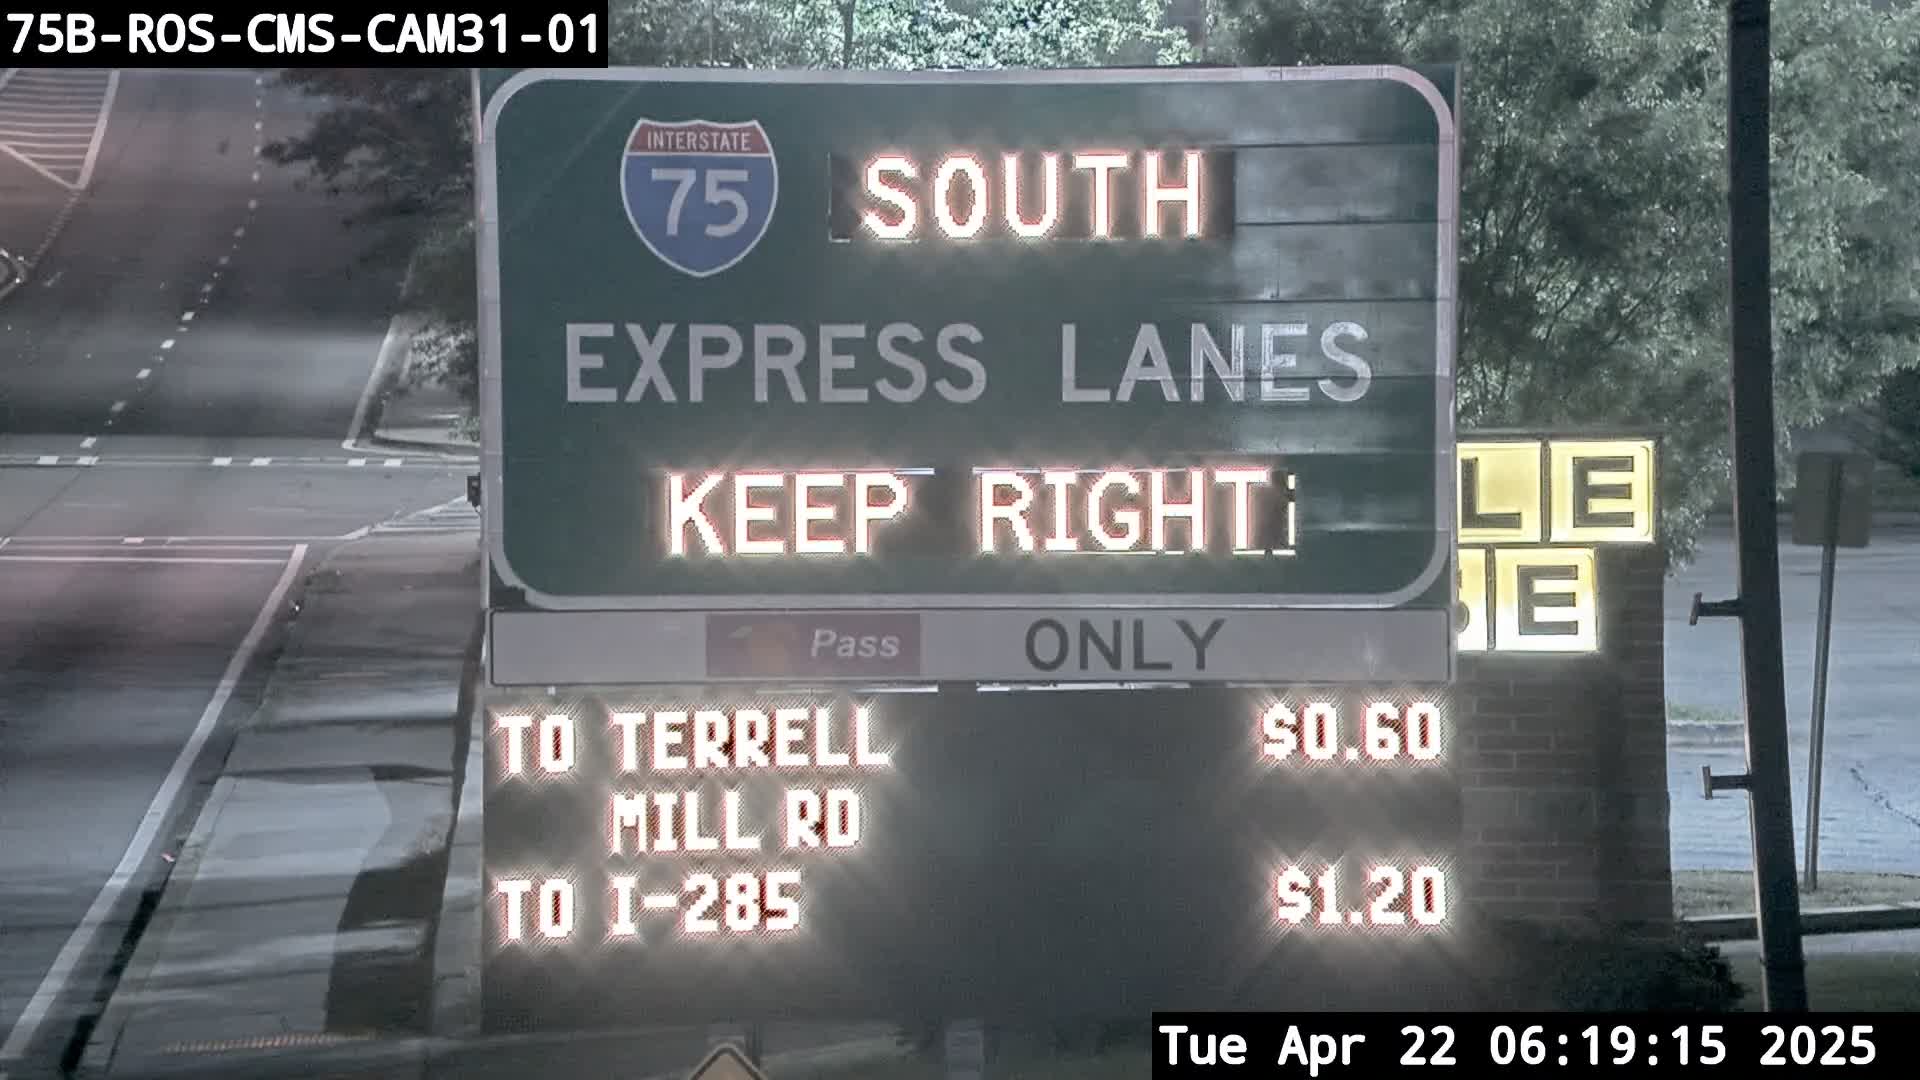 75B-ROS-CMS-CAM31-01
INTERSTATE
75
SOUTH
EXPRESS LANES
KEEP RIGHT
Pass ONLY
LE
E
TO TERRELL $0.60
MILL RD
TO I-285 $1.20
Tue Apr 22 06:19:15 2025